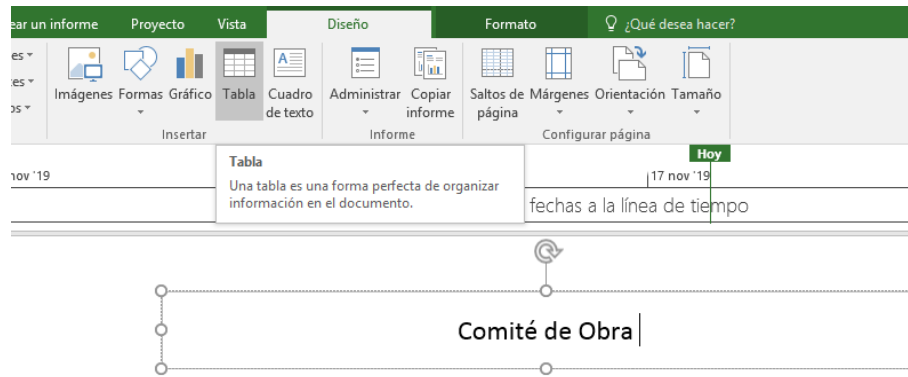 ear un informe Proyecto Vista Diseño Formato ¿Qué desea hacer?
es
tes
os
Imágenes Formas Gráfico Tabla Cuadro de texto Administrar Copiar informe Saltos de página Márgenes Orientación Tamaño
Insertar Informe Configurar página
Tabla
Una tabla es una forma perfecta de organizar
información en el documento.
Hoy
nov '19 17 nov '19
fechas a la línea de tiempo
Comité de Obra